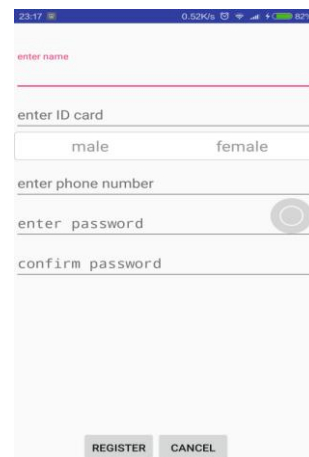 23:17 0.52K/s 82%
enter name
enter ID card
male female
enter phone number
enter password
confirm password
REGISTER CANCEL